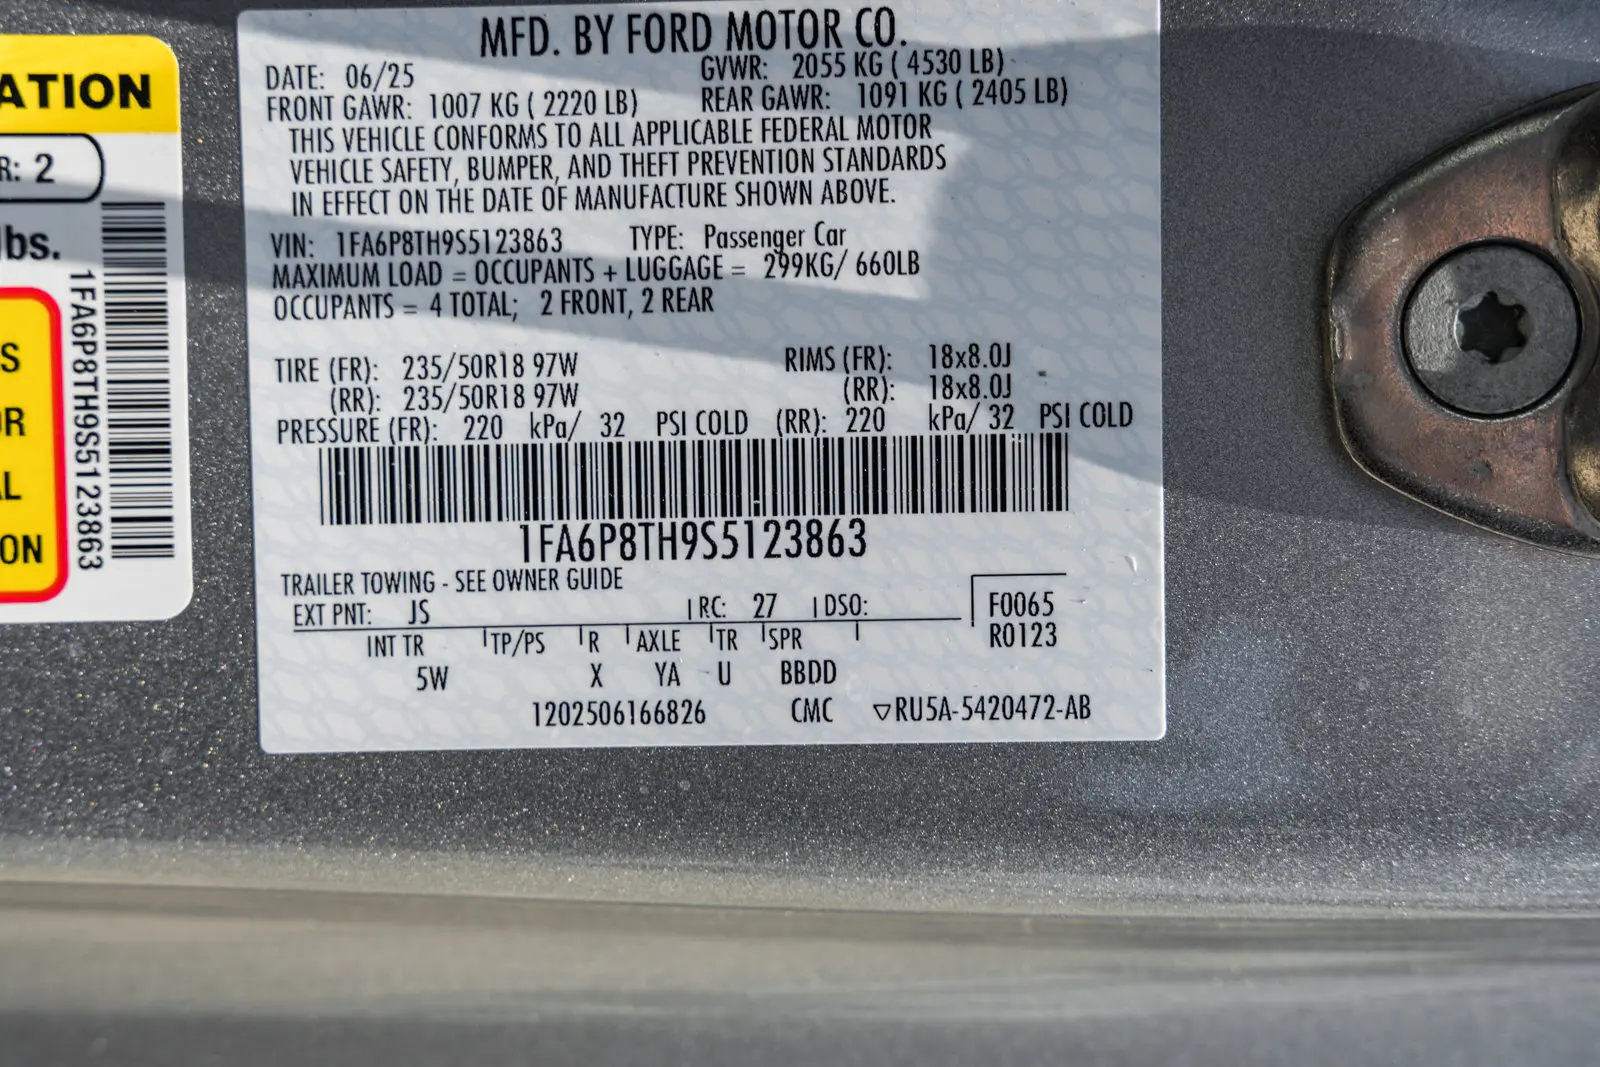 ATION
R: 2
lbs.
1FA6P8TH9S5123863
S
OR
AL
ON
MFD. BY FORD MOTOR CO.
DATE: 06/25 GVWR: 2055 KG ( 4530 LB)
FRONT GAWR: 1007 KG ( 2220 LB) REAR GAWR: 1091 KG ( 2405 LB)
THIS VEHICLE CONFORMS TO ALL APPLICABLE FEDERAL MOTOR
VEHICLE SAFETY, BUMPER, AND THEFT PREVENTION STANDARDS
IN EFFECT ON THE DATE OF MANUFACTURE SHOWN ABOVE.
VIN: 1FA6P8TH9S5123863 TYPE: Passenger Car
MAXIMUM LOAD = OCCUPANTS + LUGGAGE = 299KG/ 660LB
OCCUPANTS = 4 TOTAL; 2 FRONT, 2 REAR
TIRE (FR): 235/50R18 97W RIMS (FR): 18x8.0J
(RR): 235/50R18 97W (RR): 18x8.0J
PRESSURE (FR): 220 kPa/ 32 PSI COLD (RR): 220 kPa/ 32 PSI COLD
1FA6P8TH9S5123863
TRAILER TOWING - SEE OWNER GUIDE
EXT PNT: JS RC: 27 DSO: F0065
INT TR TP/PS R AXLE TR SPR R0123
5W X YA U BBDD
1202506166826 CMC ▽RU5A-5420472-AB